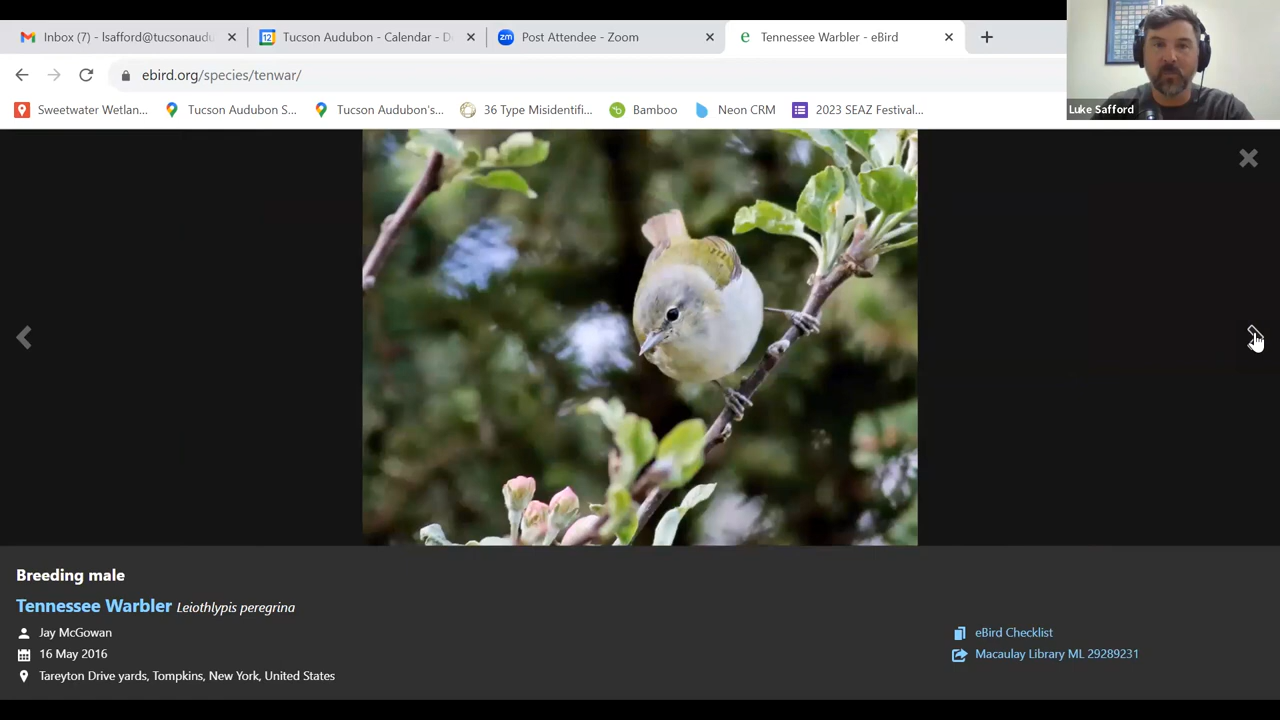 Inbox (7) - lsafford@tucsonaudu
Tucson Audubon - Calend
Post Attendee - Zoom
Tennessee Warbler - eBird
ebird.org/species/tenwar/
Sweetwater Wetlan...
Tucson Audubon S...
Tucson Audubon's...
36 Type Misidentifi...
Bamboo
Neon CRM
2023 SEAZ Festival...
Luke Safford
Breeding male
Tennessee Warbler Leiothlypis peregrina
Jay McGowan
16 May 2016
Tareyton Drive yards, Tompkins, New York, United States
eBird Checklist
Macaulay Library ML 29289231